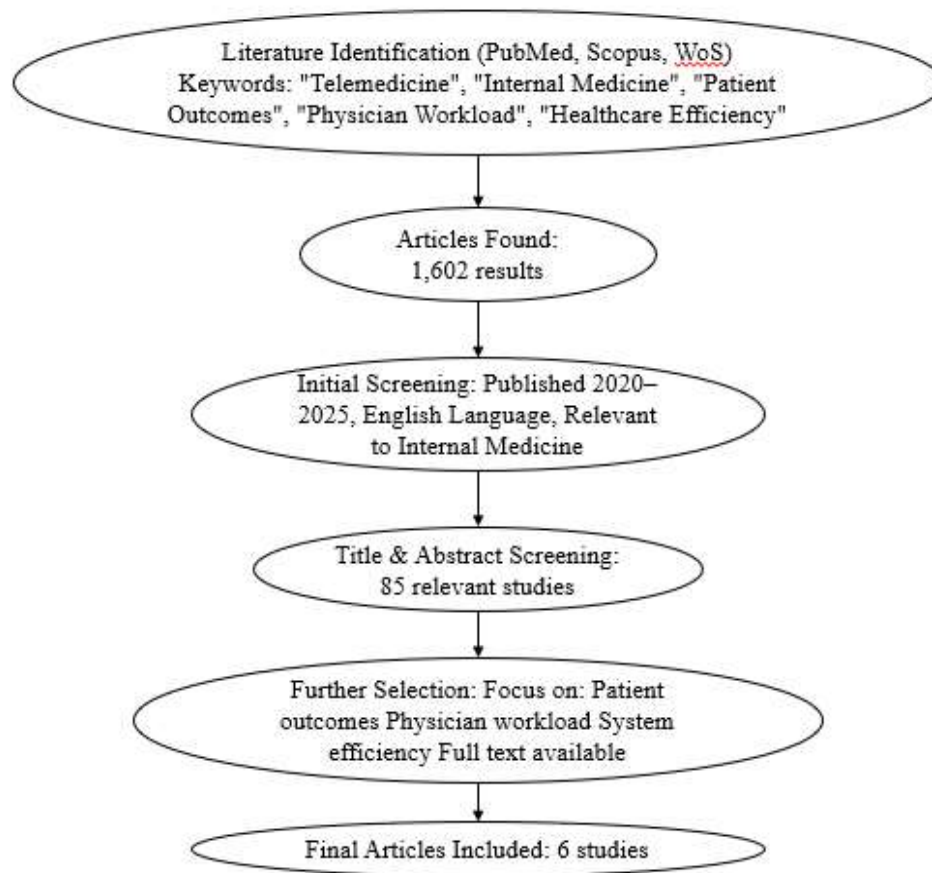 Literature Identification (PubMed, Scopus, WoS)
Keywords: "Telemedicine", "Internal Medicine", "Patient
Outcomes", "Physician Workload", "Healthcare Efficiency"
Articles Found:
1,602 results
Initial Screening: Published 2020–
2025, English Language, Relevant
to Internal Medicine
Title & Abstract Screening:
85 relevant studies
Further Selection: Focus on: Patient
outcomes Physician workload System
efficiency Full text available
Final Articles Included: 6 studies